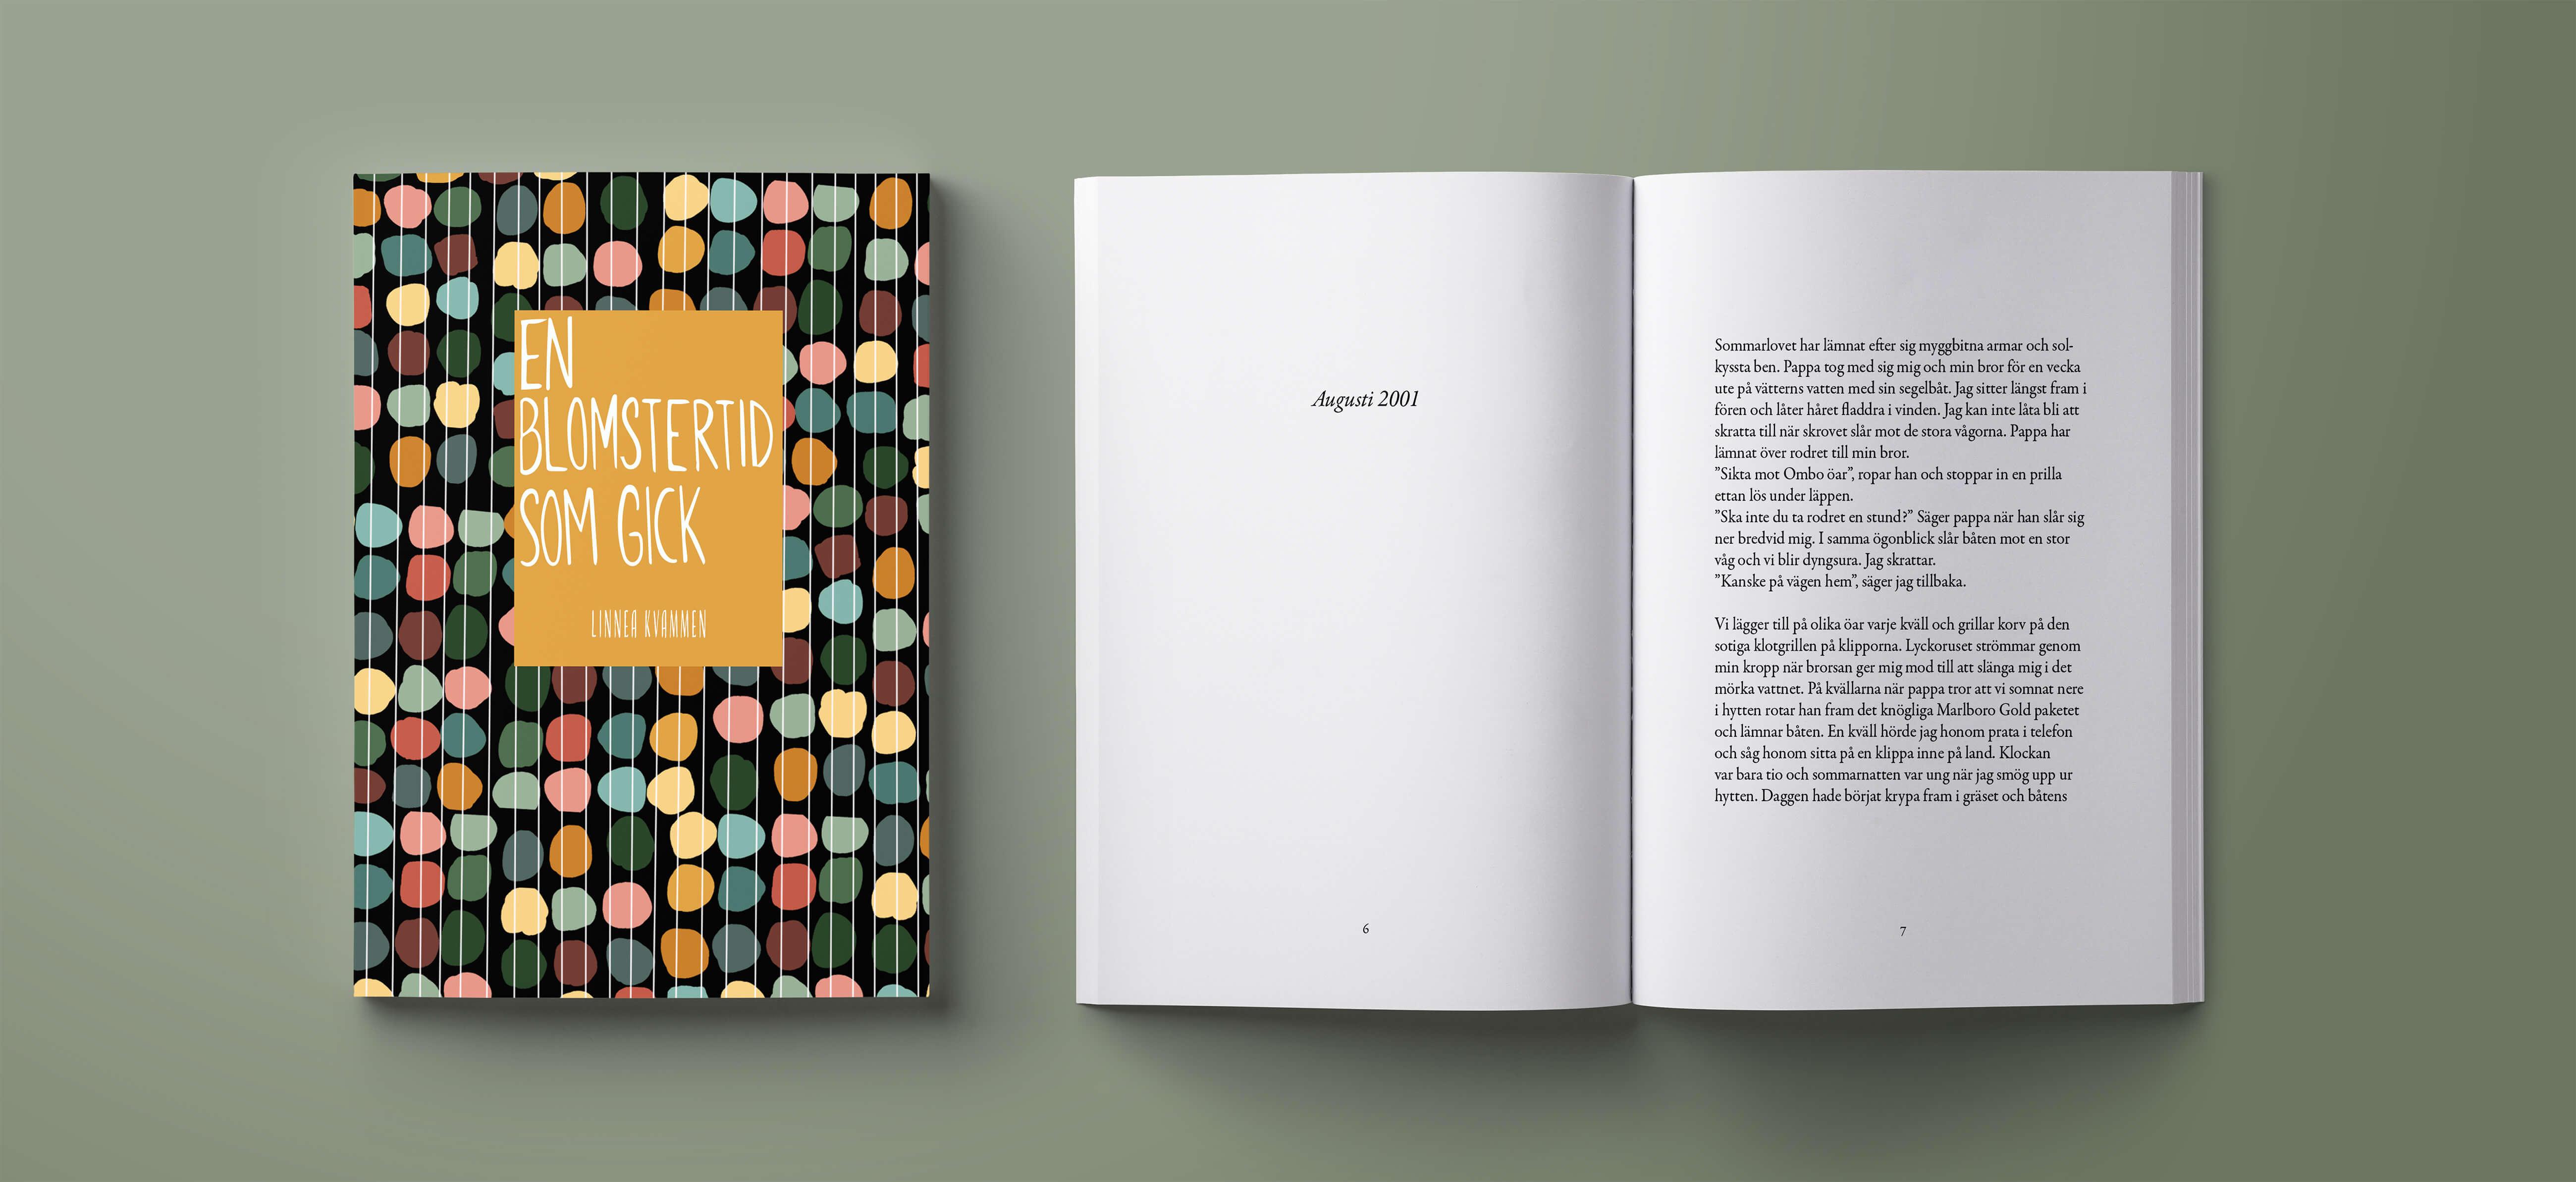 EN
BLOMSTERTID
SOM GICK
LINNEA KVAMMEN
Augusti 2001
6
Sommarlovet har lämnat efter sig myggbitna armar och sol-
kyssta ben. Pappa tog med sig mig och min bror för en vecka
ute på vätterns vatten med sin segelbåt. Jag sitter längst fram i
fören och låter håret fladdra i vinden. Jag kan inte låta bli att
skratta till när skrovet slår mot de stora vågorna. Pappa har
lämnat över rodret till min bror.
”Sikta mot Ombo öar”, ropar han och stoppar in en prilla
ettan lös under läppen.
”Ska inte du ta rodret en stund?” Säger pappa när han slår sig
ner bredvid mig. I samma ögonblick slår båten mot en stor
våg och vi blir dyngsura. Jag skrattar.
”Kanske på vägen hem”, säger jag tillbaka.
Vi lägger till på olika öar varje kväll och grillar korv på den
sotiga klotgrillen på klipporna. Lyckoruset strömmar genom
min kropp när brorsan ger mig mod till att slänga mig i det
mörka vattnet. På kvällarna när pappa tror att vi somnat nere
i hytten rotar han fram det knögliga Marlboro Gold paketet
och lämnar båten. En kväll hörde jag honom prata i telefon
och såg honom sitta på en klippa inne på land. Klockan
var bara tio och sommarnatten var ung när jag smög upp ur
hytten. Daggen hade börjat krypa fram i gräset och båtens
7